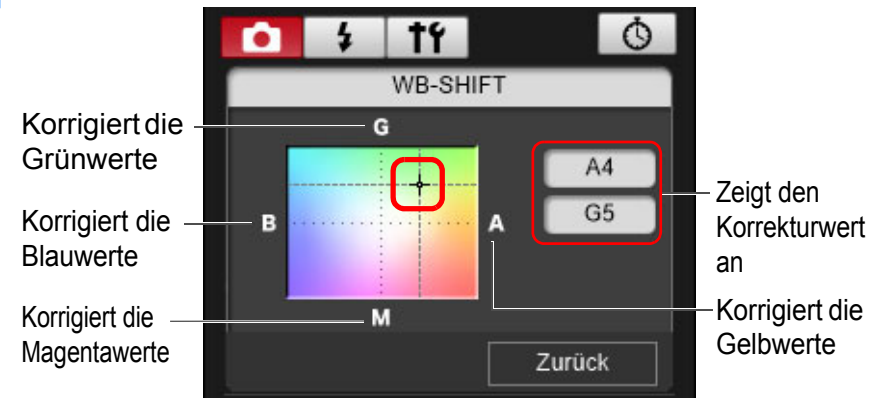 WB-SHIFT
Korrigiert die
Grünwerte
G
A4
G5
Zeigt den
Korrekturwert
an
Korrigiert die
Blauwerte
B
A
Korrigiert die
Magentawerte
M
Korrigiert die
Gelbwerte
Zurück